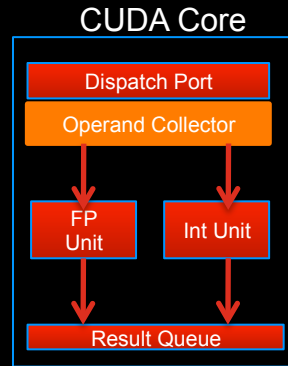 CUDA Core
Dispatch Port
Operand Collector
FP
Unit
Int Unit
Result Queue